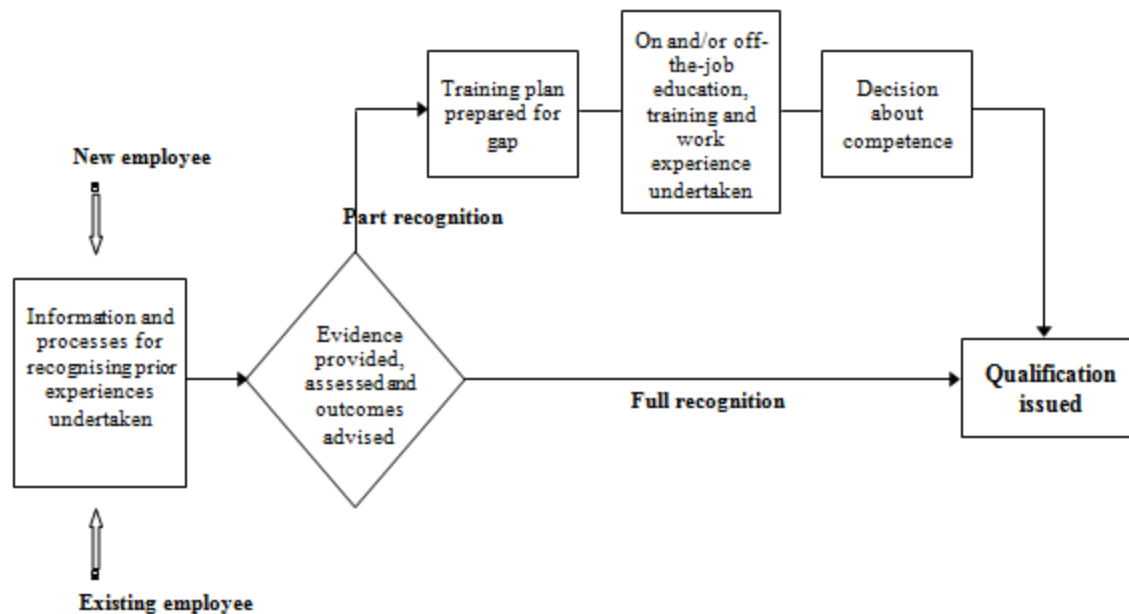 New employee
Information and
processes for
recognising prior
experiences
undertaken
Existing employee
Evidence
provided,
assessed and
outcomes
advised
Part recognition
Training plan
prepared for
gap
On and/or off-
the-job
education,
training and
work
experience
undertaken
Decision
about
competence
Full recognition
Qualification
issued